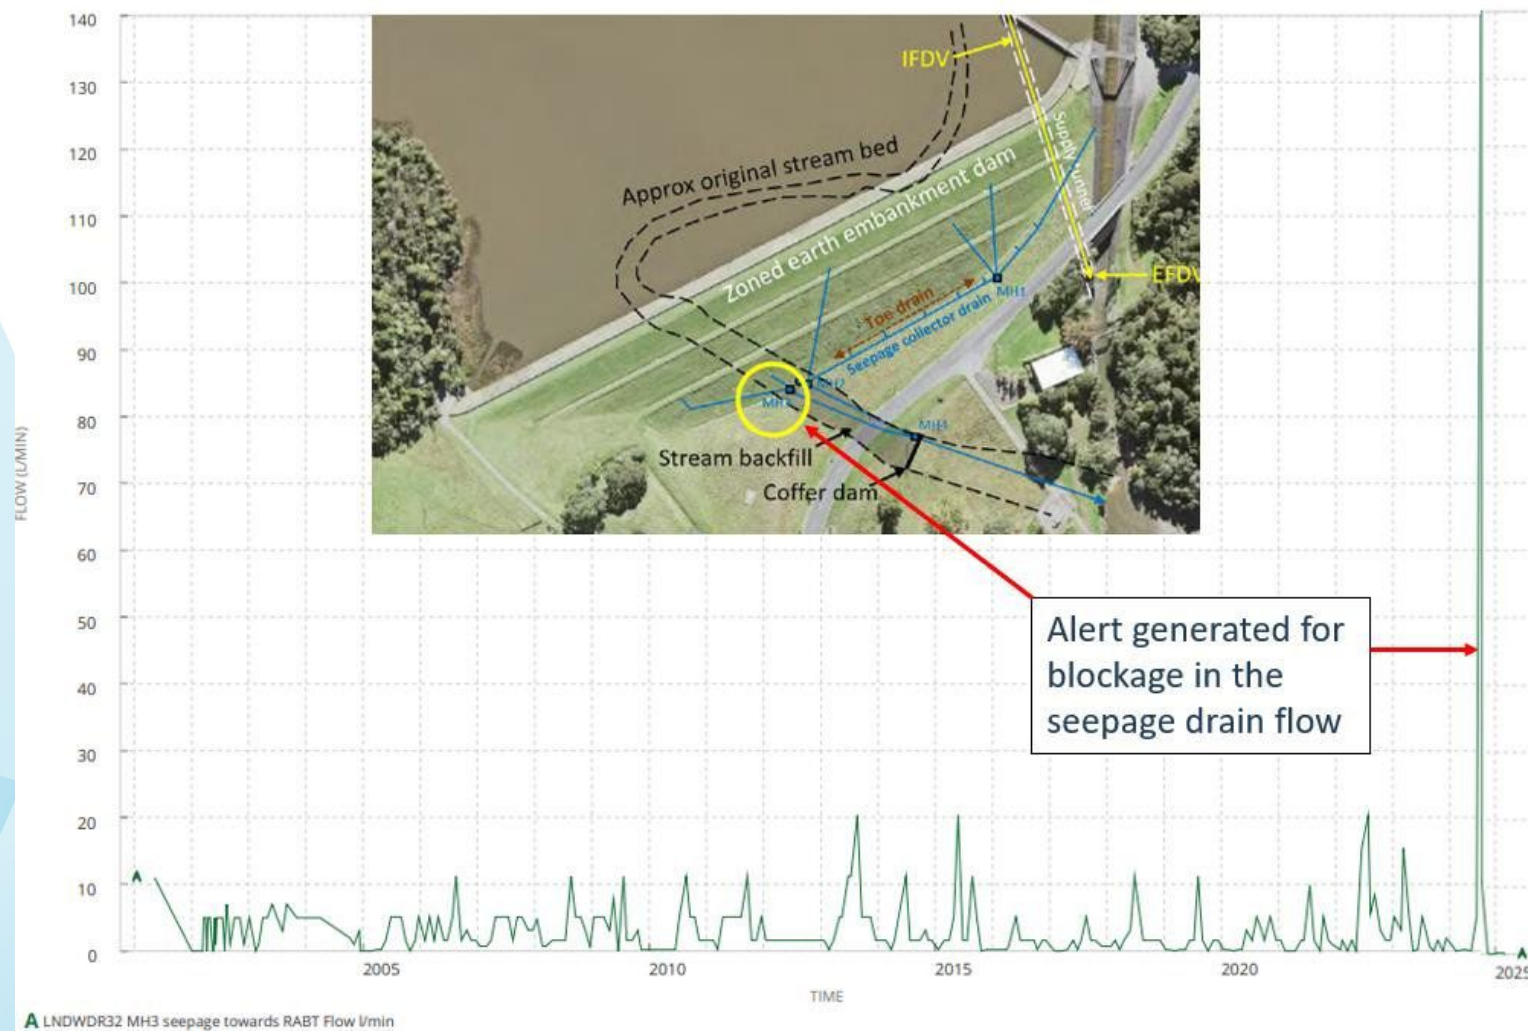 140
130
120
110
100
90
80
70
60
50
40
30
20
10
0
FLOW (L/MIN)
IFDV
Supply tunnel
Approx original stream bed
Zoned earth embankment dam
EFDV
MH1
Toe drain
Seepage collector drain
MH2
MH3
MH4
Stream backfill
Coffer dam
Alert generated for
blockage in the
seepage drain flow
2005
2010
2015
2020
2025
TIME
A
A
A LNDWDR32 MH3 seepage towards RABT Flow l/min